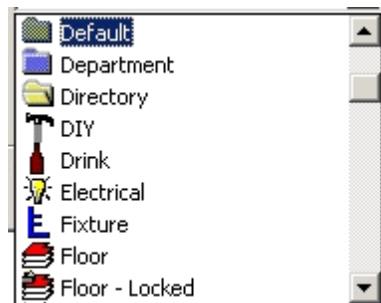 Default
Department
Directory
DIY
Drink
Electrical
Fixture
Floor
Floor - Locked